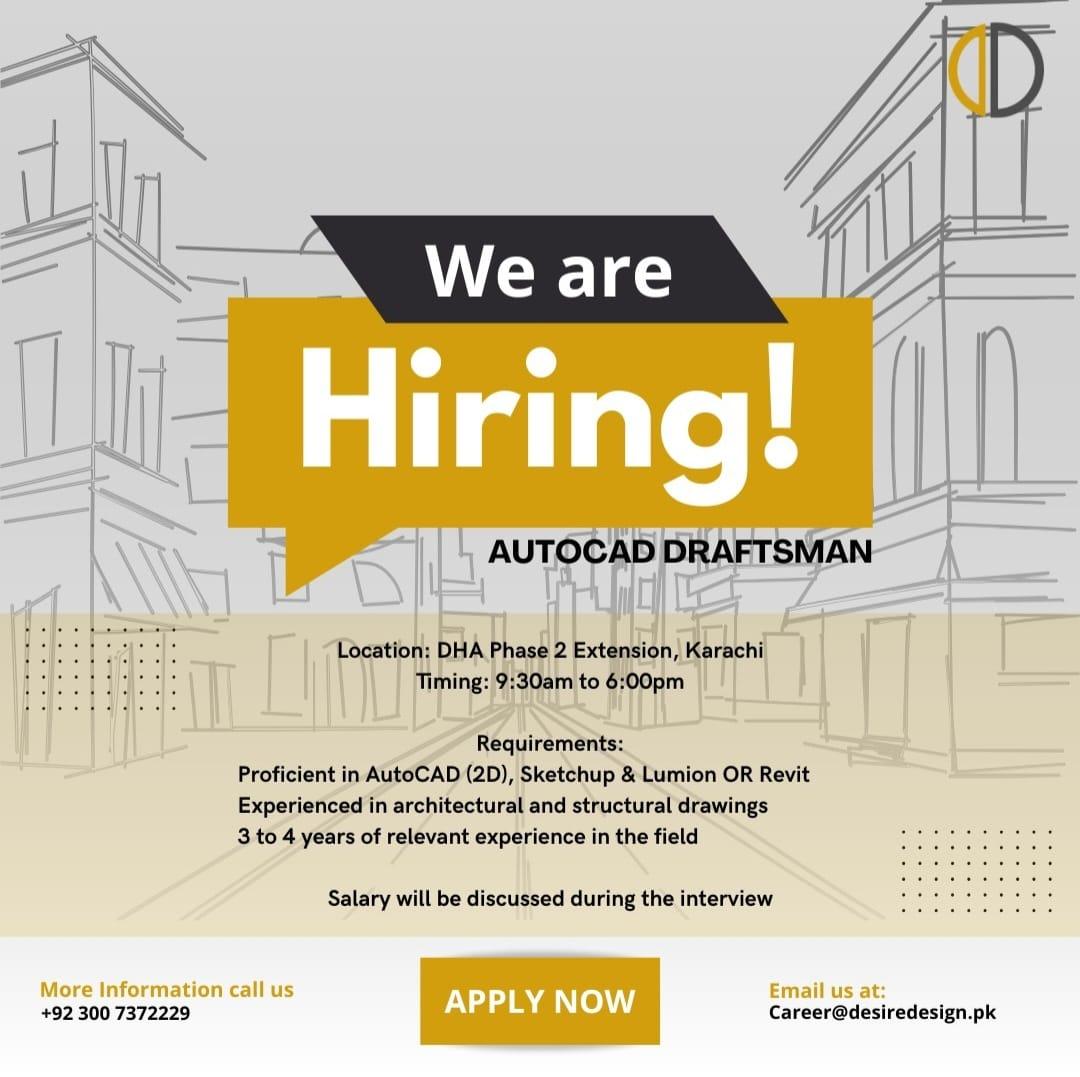 We are
Hiring!
AUTOCAD DRAFTSMAN
Location: DHA Phase 2 Extension, Karachi
Timing: 9:30am to 6:00pm
Requirements:
Proficient in AutoCAD (2D), Sketchup & Lumion OR Revit
Experienced in architectural and structural drawings
3 to 4 years of relevant experience in the field
Salary will be discussed during the interview
More Information call us
+92 300 7372229
APPLY NOW
Email us at:
Career@desiredesign.pk